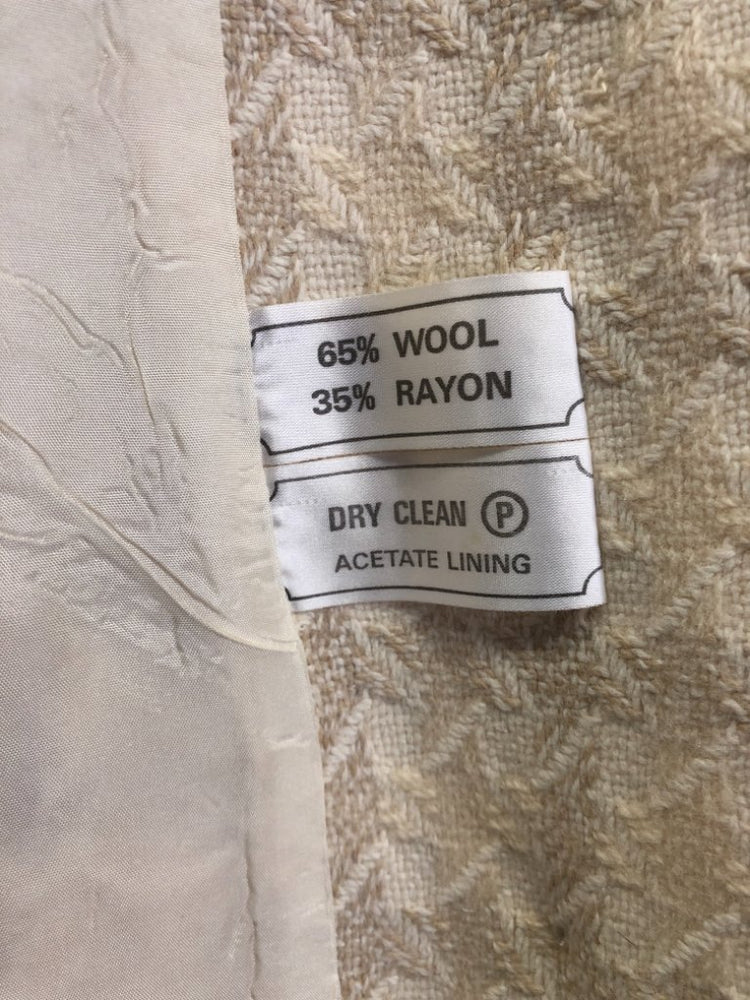 65% WOOL
35% RAYON
DRY CLEAN Ⓟ
ACETATE LINING